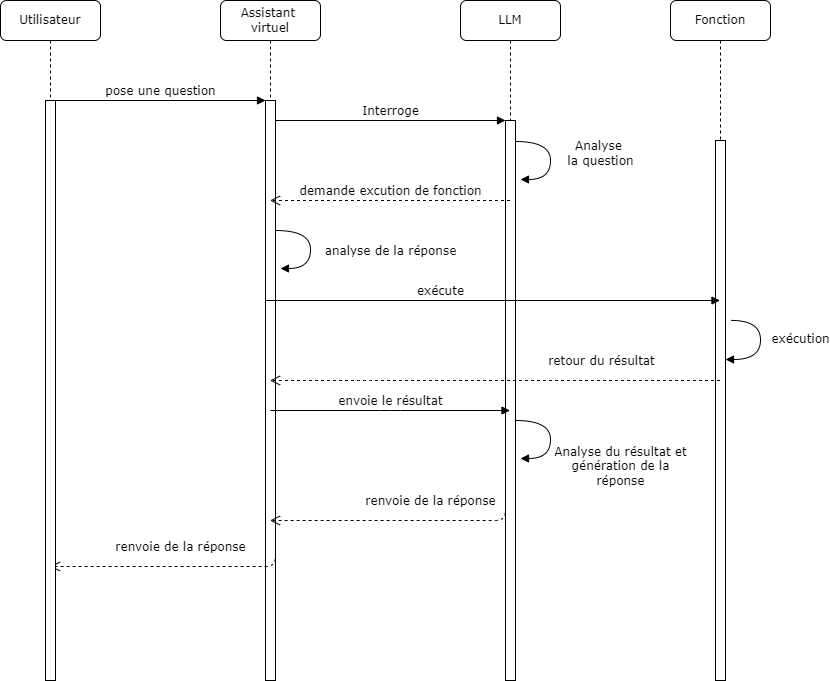 Utilisateur
Assistant
virtuel
LLM
Fonction
pose une question
Interroge
Analyse
la question
demande excution de fonction
analyse de la réponse
exécute
exécution
retour du résultat
envoie le résultat
Analyse du résultat et
génération de la
réponse
renvoie de la réponse
renvoie de la réponse